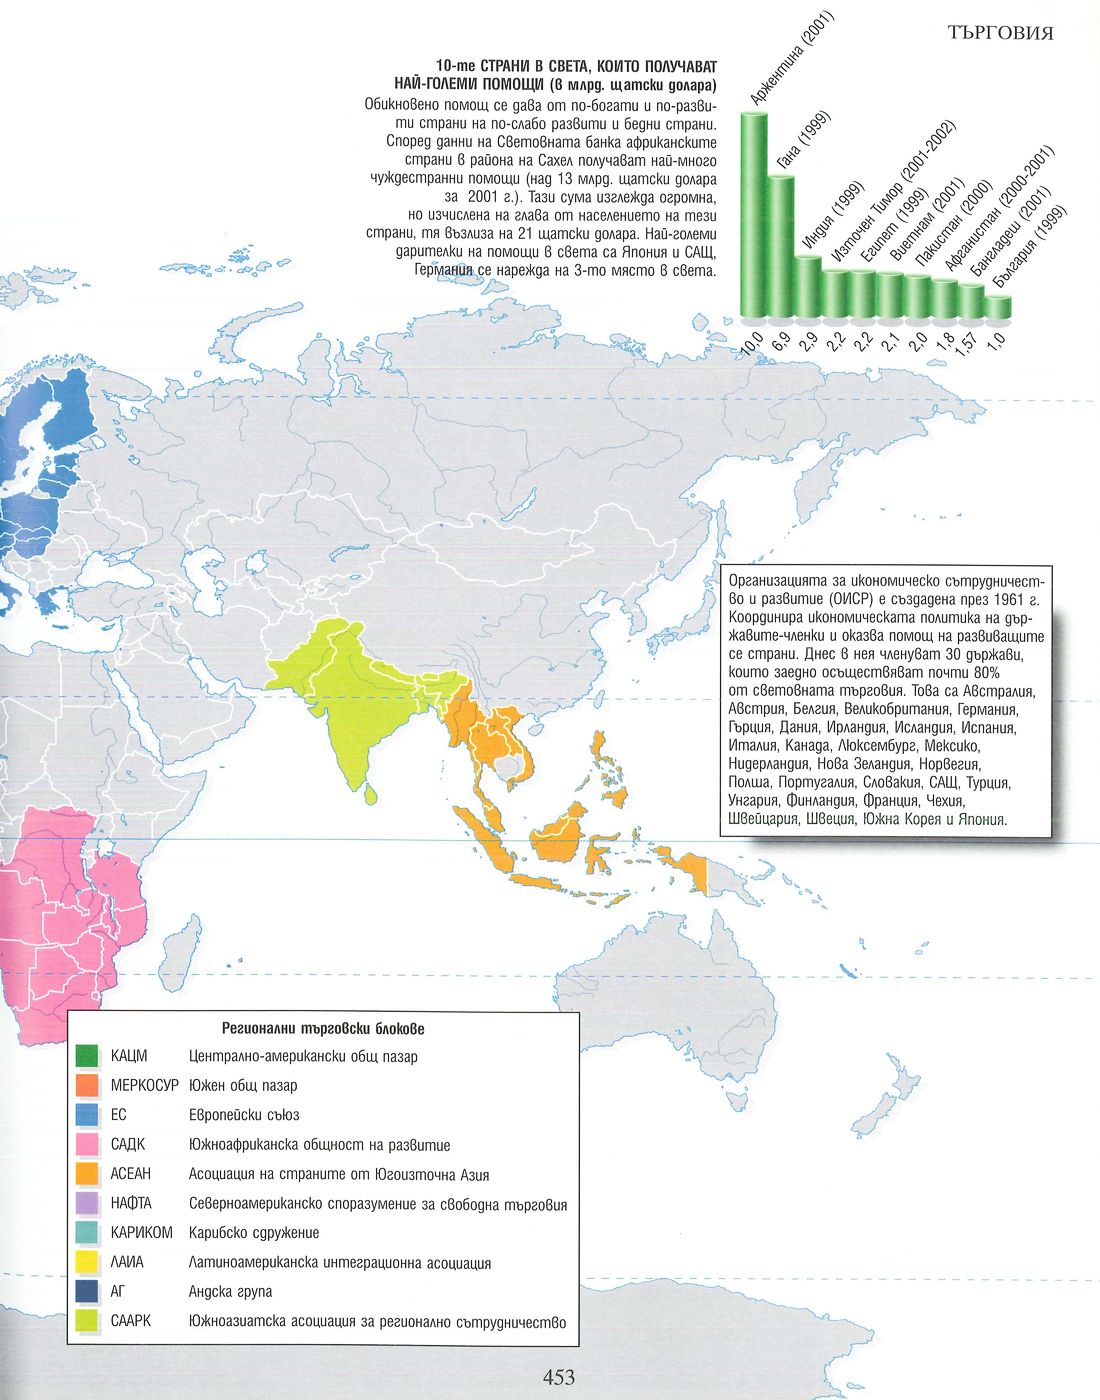 ТЪРГОВИЯ
10-те СТРАНИ В СВЕТА, КОИТО ПОЛУЧАВАТ
НАЙ-ГОЛЕМИ ПОМОЩИ (в млрд. щатски долара)
Обикновено помощ се дава от по-богати и по-разви-
ти страни на по-слабо развити и бедни страни.
Според данни на Световната банка африканските
страни в района на Сахел получават най-много
чуждестранни помощи (над 13 млрд. щатски долара
за 2001 г.). Тази сума изглежда огромна,
но изчислена на глава от населението на тези
страни, тя възлиза на 21 щатски долара. Най-големи
дарителки на помощи в света са Япония и САЩ,
Германия се нарежда на 3-то място в света.
Аржентина (2001)
Гана (1999)
Индия (1999)
Източен Тимор (2001-2002)
Египет (1999)
Виетнам (2001)
Пакистан (2000)
Афганистан (2000-2001)
Бангладеш (2001)
България (1999)
10,0
6,9
2,9
2,2
2,2
2,1
2,0
1,8
1,57
1,0
Организацията за икономическо сътрудничест-
во и развитие (ОИСР) е създадена през 1961 г.
Координира икономическата политика на дър-
жавите-членки и оказва помощ на развиващите
се страни. Днес в нея членуват 30 държави,
които заедно осъществяват почти 80%
от световната търговия. Това са Австралия,
Австрия, Белгия, Великобритания, Германия,
Гърция, Дания, Ирландия, Исландия, Испания,
Италия, Канада, Люксембург, Мексико,
Нидерландия, Нова Зеландия, Норвегия,
Полша, Португалия, Словакия, САЩ, Турция,
Унгария, Финландия, Франция, Чехия,
Швейцария, Швеция, Южна Корея и Япония.
Регионални търговски блокове
КАЦМ Централно-американски общ пазар
МЕРКОСУР Южен общ пазар
ЕС Европейски съюз
САДК Южноафриканска общност на развитие
АСЕАН Асоциация на страните от Югоизточна Азия
НАФТА Северноамериканско споразумение за свободна търговия
КАРИКОМ Карибско сдружение
ЛАИА Латиноамериканска интеграционна асоциация
АГ Андска група
СААРК Южноазиатска асоциация за регионално сътрудничество
453